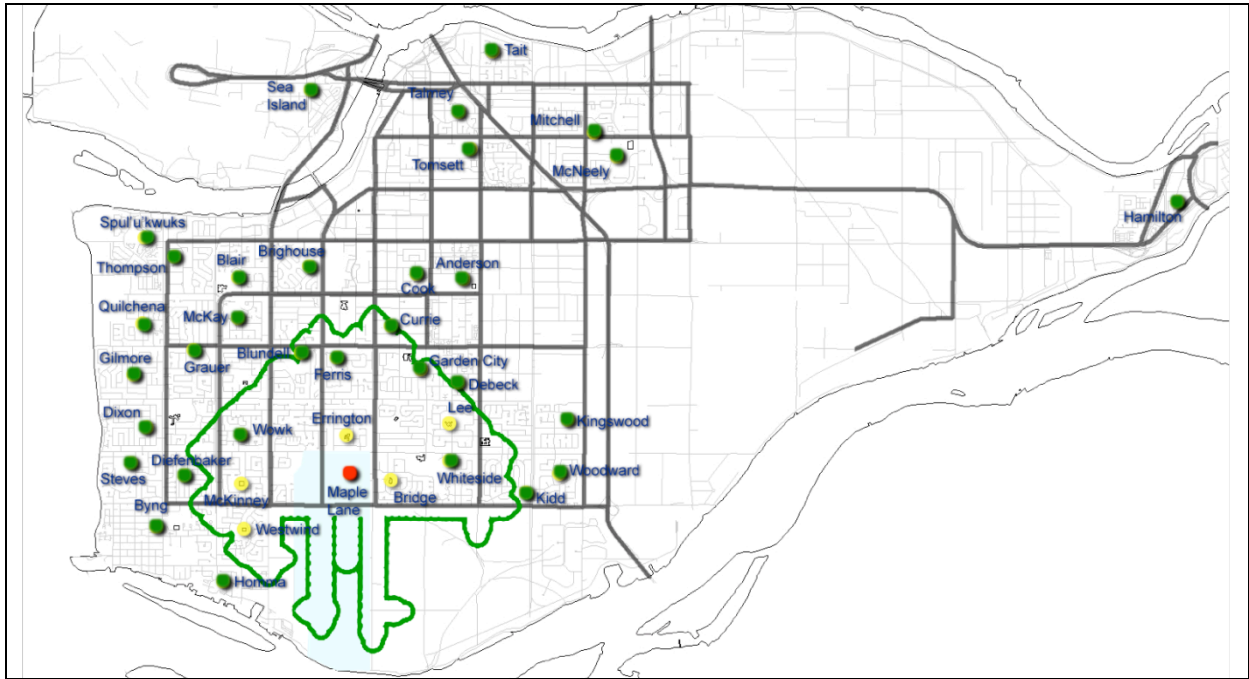 Tait
Sea
Island
Talmey
Mitchell
Tomsett
McNeely
Hamilton
Spul'u'kwuks
Thompson
Blair
Brighouse
Anderson
Cook
Quilchena
McKay
Currie
Grauer
Blundell
Ferris
Garden City
Gilmore
Debeck
Lee
Dixon
Errington
Wowk
Kingswood
Diefenbaker
Steves
Whiteside
Woodward
McKinney
Maple
Lane
Bridge
Kidd
Byng
Westwind
Homma